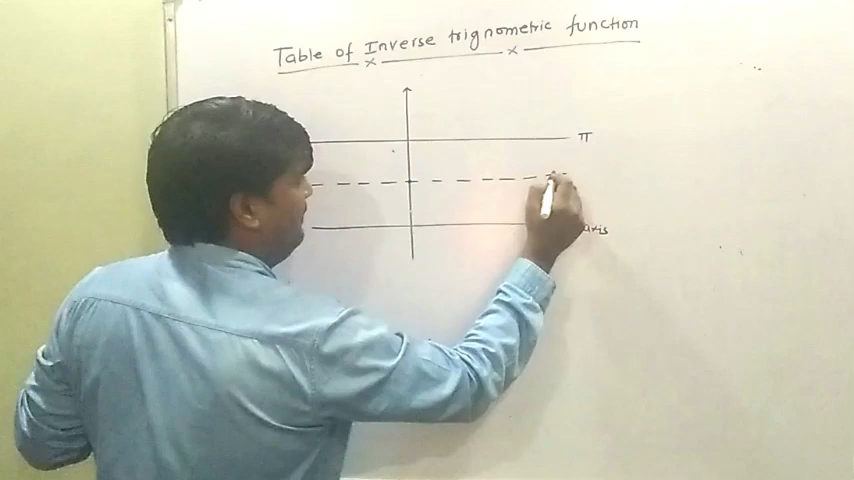 Table of Inverse trignometric function
π
axis